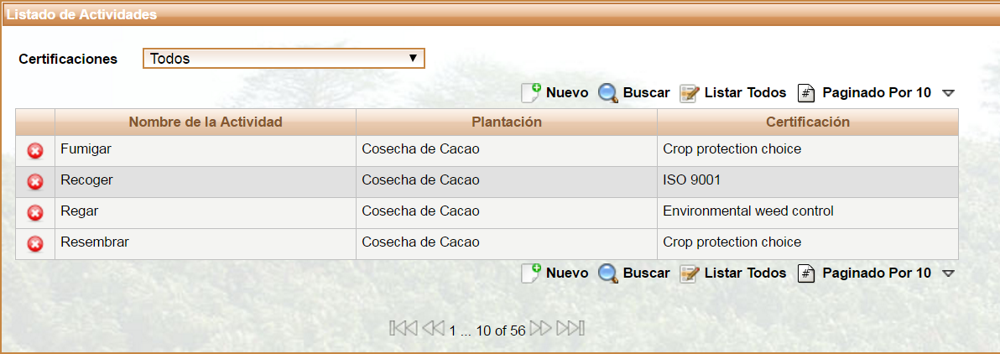 Listado de Actividades
Certificaciones Todos
Nuevo Buscar Listar Todos # Paginado Por 10
Nombre de la Actividad Plantación Certificación
Fumigar Cosecha de Cacao Crop protection choice
Recoger Cosecha de Cacao ISO 9001
Regar Cosecha de Cacao Environmental weed control
Resembrar Cosecha de Cacao Crop protection choice
Nuevo Buscar Listar Todos # Paginado Por 10
1 ... 10 of 56